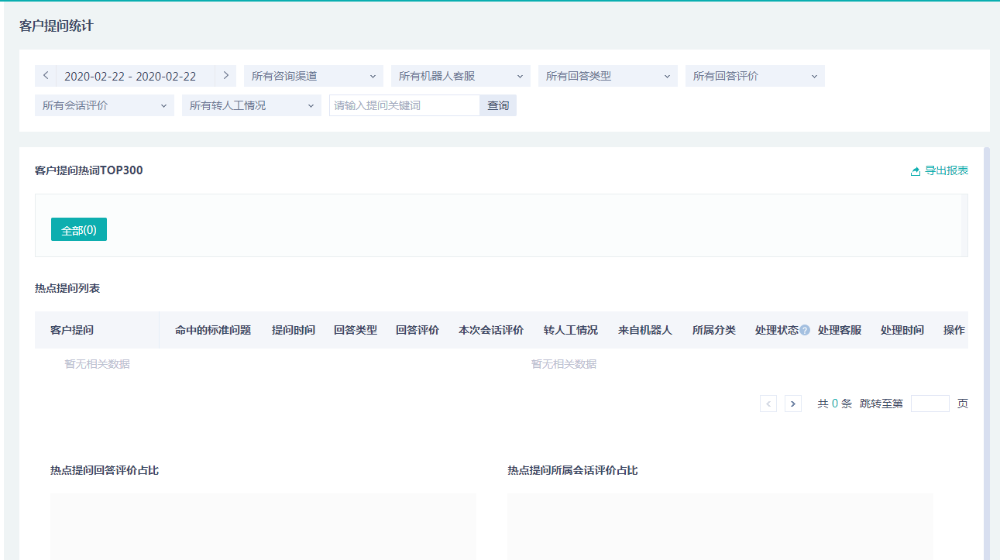 客户提问统计
2020-02-22 - 2020-02-22 所有咨询渠道 所有机器人客服 所有回答类型 所有回答评价
所有会话评价 所有转人工情况 请输入提问关键词 查询
客户提问热词TOP300 导出报表
全部(0)
热点提问列表
客户提问 命中的标准问题 提问时间 回答类型 回答评价 本次会话评价 转人工情况 来自机器人 所属分类 处理状态? 处理客服 处理时间 操作
暂无相关数据 暂无相关数据
共 0 条 跳转至第 页
热点提问回答评价占比 热点提问所属会话评价占比